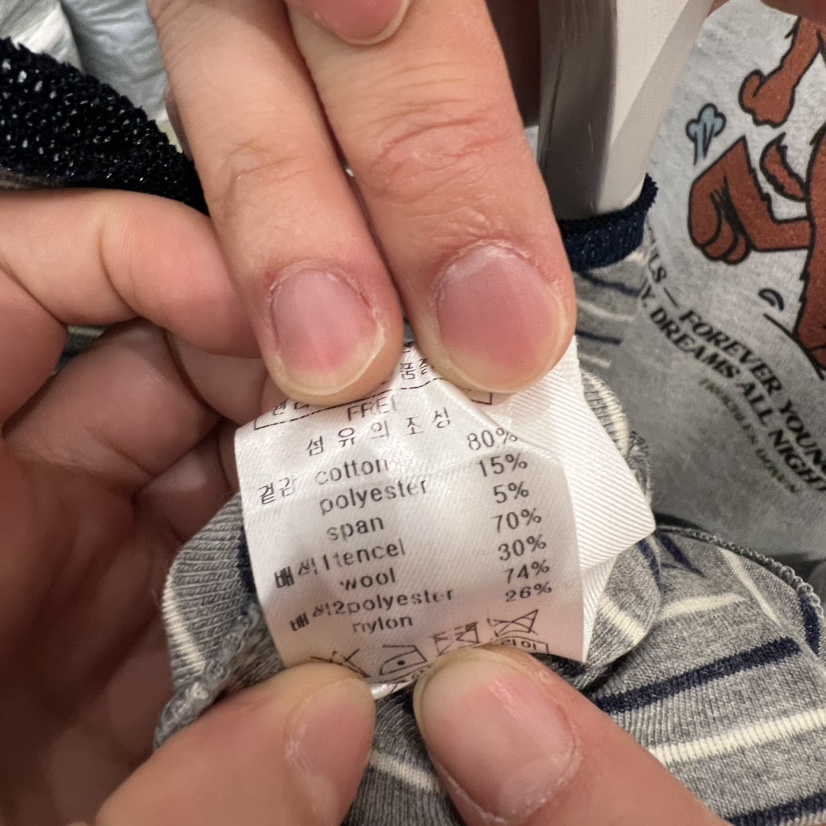 FREE
섬유의 조성
겉감 cotton 80%
polyester 15%
span 5%
배색1tencel 70%
wool 30%
배색2polyester 74%
nylon 26%
LS — FOREVER YOUNG
Y DREAMS ALL NIGHT